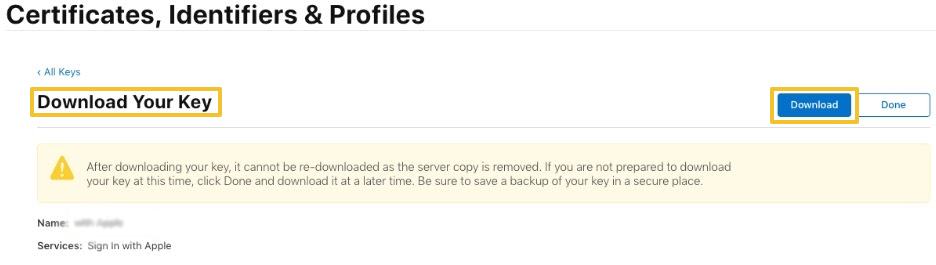 Certificates, Identifiers & Profiles
‹ All Keys
Download Your Key
Download
Done
After downloading your key, it cannot be re-downloaded as the server copy is removed. If you are not prepared to download
your key at this time, click Done and download it at a later time. Be sure to save a backup of your key in a secure place.
Name: with Apple
Services: Sign In with Apple